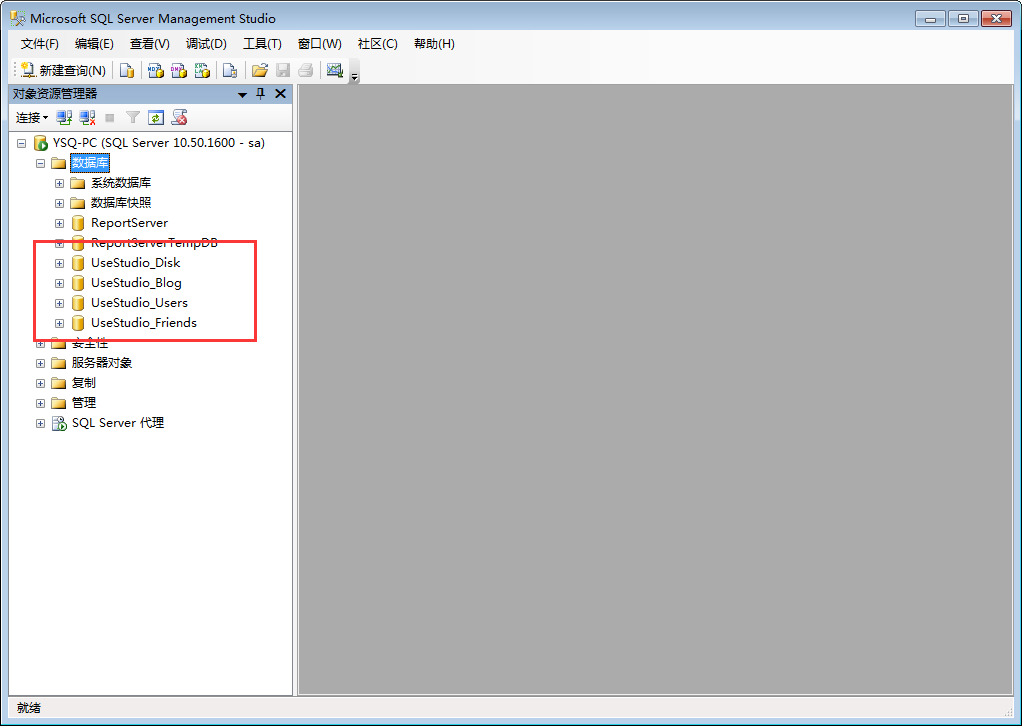 Microsoft SQL Server Management Studio
文件(F) 编辑(E) 查看(V) 调试(D) 工具(T) 窗口(W) 社区(C) 帮助(H)
新建查询(N)
对象资源管理器
连接
YSQ-PC (SQL Server 10.50.1600 - sa)
数据库
系统数据库
数据库快照
ReportServer
ReportServerTempDB
UseStudio_Disk
UseStudio_Blog
UseStudio_Users
UseStudio_Friends
安全性
服务器对象
复制
管理
SQL Server 代理
就绪